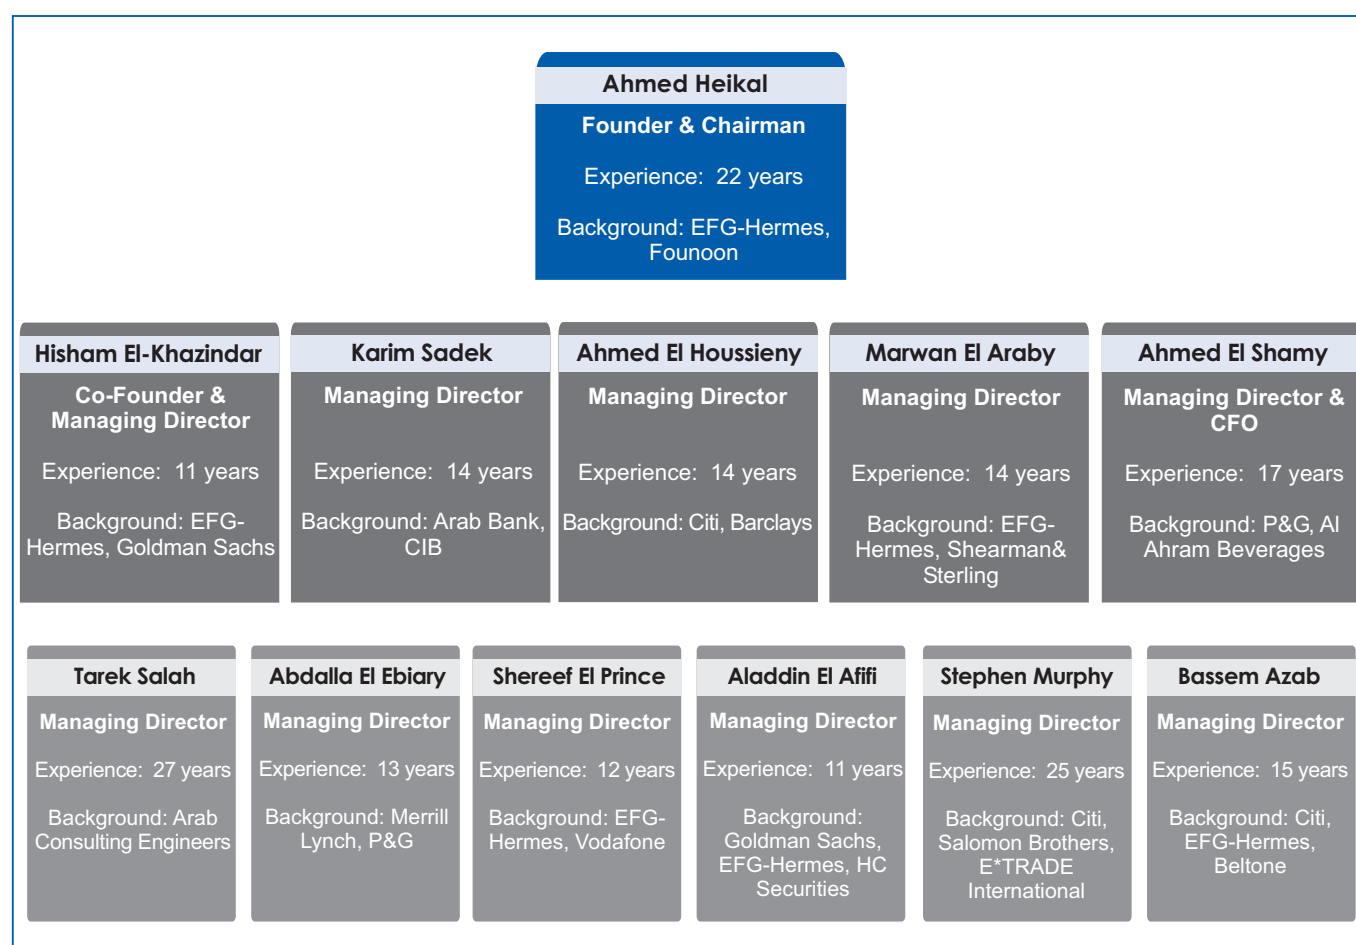 Ahmed Heikal
Founder & Chairman
Experience: 22 years
Background: EFG-Hermes,
Founoon
Hisham El-Khazindar
Co-Founder &
Managing Director
Experience: 11 years
Background: EFG-
Hermes, Goldman Sachs
Karim Sadek
Managing Director
Experience: 14 years
Background: Arab Bank,
CIB
Ahmed El Houssieny
Managing Director
Experience: 14 years
Background: Citi, Barclays
Marwan El Araby
Managing Director
Experience: 14 years
Background: EFG-
Hermes, Shearman&
Sterling
Ahmed El Shamy
Managing Director &
CFO
Experience: 17 years
Background: P&G, Al
Ahram Beverages
Tarek Salah
Managing Director
Experience: 27 years
Background: Arab
Consulting Engineers
Abdalla El Ebiary
Managing Director
Experience: 13 years
Background: Merrill
Lynch, P&G
Shereef El Prince
Managing Director
Experience: 12 years
Background: EFG-
Hermes, Vodafone
Aladdin El Afifi
Managing Director
Experience: 11 years
Background:
Goldman Sachs,
EFG-Hermes, HC
Securities
Stephen Murphy
Managing Director
Experience: 25 years
Background: Citi,
Salomon Brothers,
E*TRADE
International
Bassem Azab
Managing Director
Experience: 15 years
Background: Citi,
EFG-Hermes,
Beltone